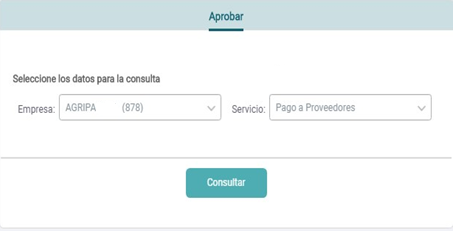 Aprobar
Seleccione los datos para la consulta
Empresa: AGRIPA (878) Servicio: Pago a Proveedores
Consultar